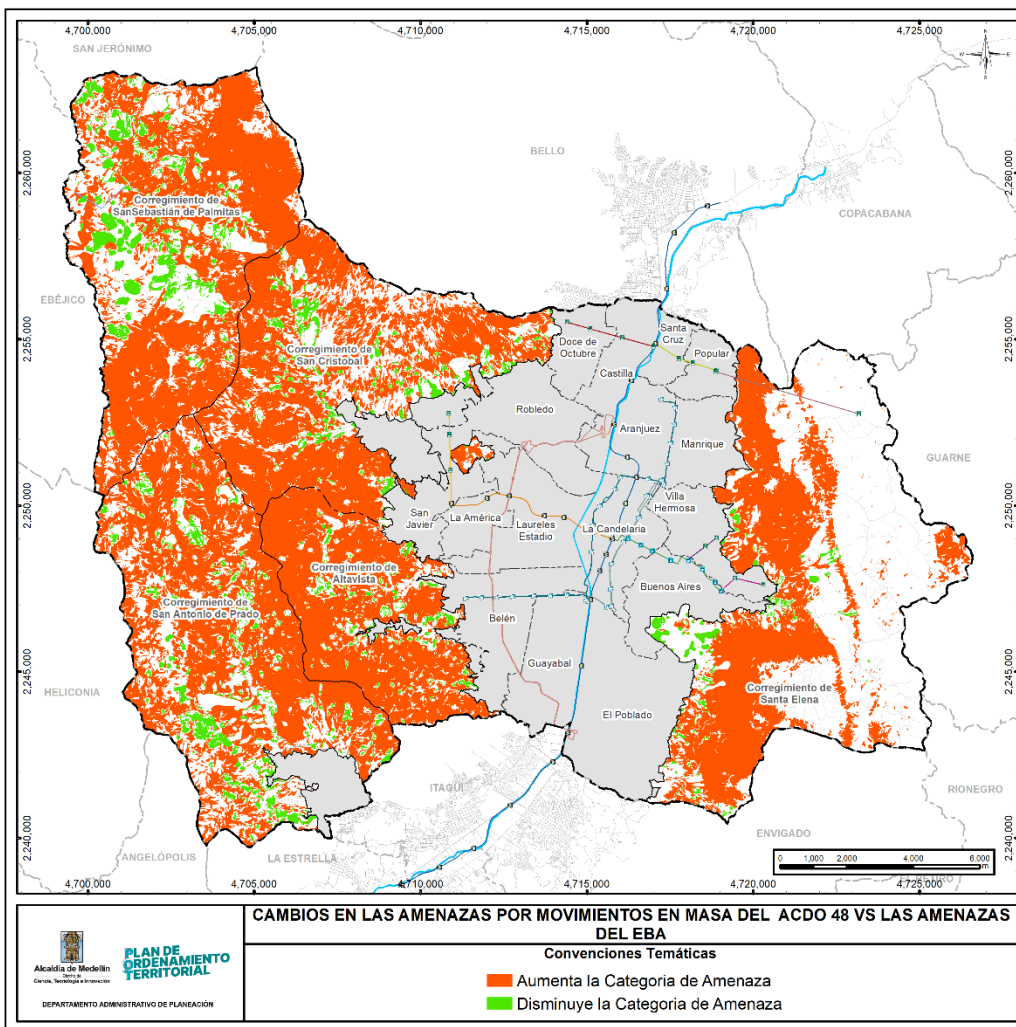 4,700,000
4,705,000
4,710,000
4,715,000
4,720,000
4,725,000
SAN JERÓNIMO
N
W
E
S
BELLO
2,260,000
2,260,000
COPACABANA
Corregimiento de
SanSebastián de Palmitas
EBÉJICO
2,255,000
2,255,000
Santa
Cruz
Doce de
Octubre
Popular
Corregimiento de
San Cristobal
Castilla
Robledo
Aranjuez
Manrique
GUARNE
2,250,000
2,250,000
San
Javier
La América
Laureles
Estadio
La Candelaria
Villa
Hermosa
Corregimiento de
Altavista
Buenos Aires
Corregimiento de
San Antonio de Prado
Belén
Guayabal
2,245,000
2,245,000
HELICONIA
Corregimiento de
Santa Elena
El Poblado
ITAGÜÍ
RIONEGRO
2,240,000
2,240,000
ANGELÓPOLIS
LA ESTRELLA
ENVIGADO
0 1,000 2,000 4,000 6,000
m
EL RETIRO
4,700,000
4,705,000
4,710,000
4,715,000
4,720,000
4,725,000
CAMBIOS EN LAS AMENAZAS POR MOVIMIENTOS EN MASA DEL ACDO 48 VS LAS AMENAZAS
DEL EBA
Convenciones Temáticas
Aumenta la Categoria de Amenaza
Disminuye la Categoria de Amenaza
Alcaldía de Medellín
Distrito de
Ciencia, Tecnología e Innovación
PLAN DE
ORDENAMIENTO
TERRITORIAL
DEPARTAMENTO ADMINISTRATIVO DE PLANEACIÓN